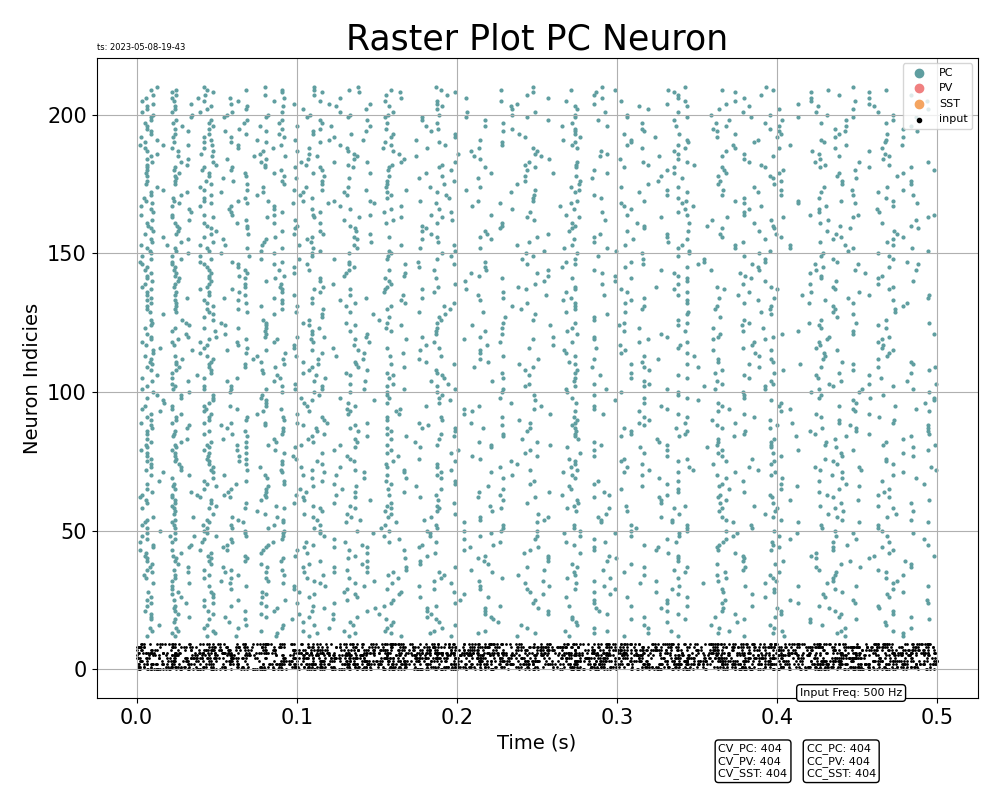 Raster Plot PC Neuron
ts: 2023-05-08-19-43
PC
PV
SST
input
200
150
100
50
0
Neuron Indicies
0.0 0.1 0.2 0.3 0.4 0.5
Time (s)
Input Freq: 500 Hz
CV_PC: 404
CV_PV: 404
CV_SST: 404
CC_PC: 404
CC_PV: 404
CC_SST: 404